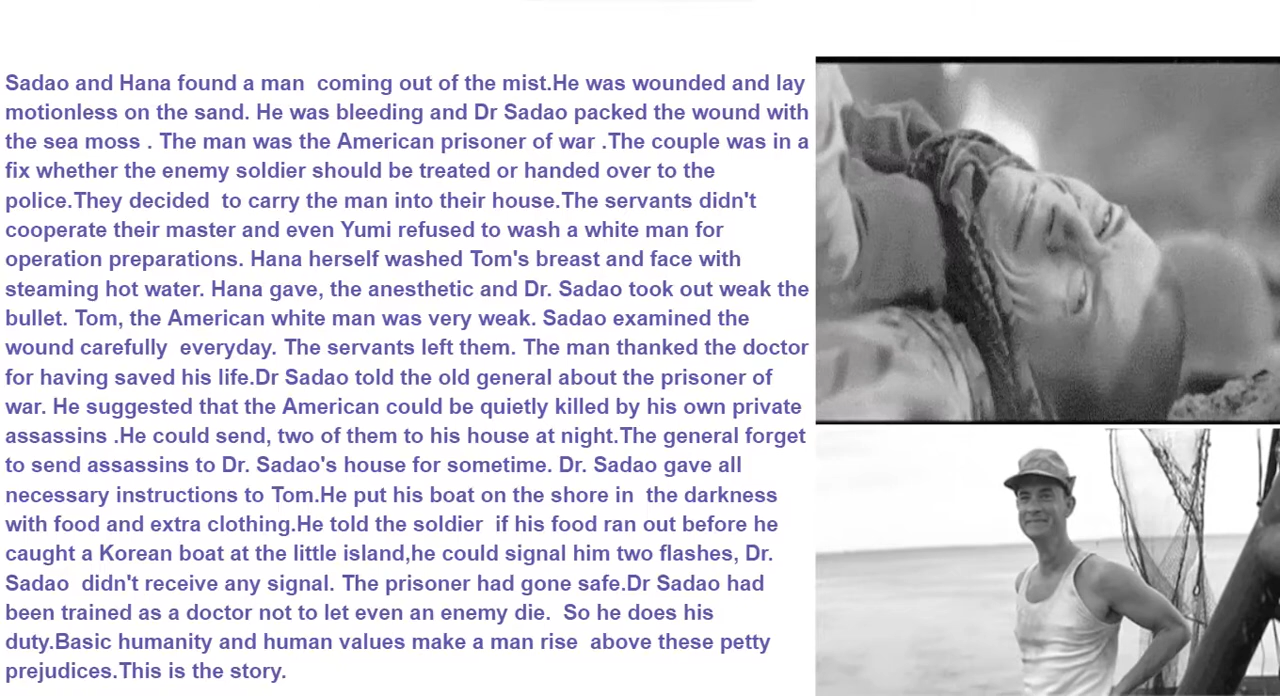 Sadao and Hana found a man  coming out of the mist.He was wounded and lay
motionless on the sand. He was bleeding and Dr Sadao packed the wound with
the sea moss . The man was the American prisoner of war .The couple was in a
fix whether the enemy soldier should be treated or handed over to the
police.They decided  to carry the man into their house.The servants didn't
cooperate their master and even Yumi refused to wash a white man for
operation preparations. Hana herself washed Tom's breast and face with
steaming hot water. Hana gave, the anesthetic and Dr. Sadao took out weak the
bullet. Tom, the American white man was very weak. Sadao examined the
wound carefully  everyday. The servants left them. The man thanked the doctor
for having saved his life.Dr Sadao told the old general about the prisoner of
war. He suggested that the American could be quietly killed by his own private
assassins .He could send, two of them to his house at night.The general forget
to send assassins to Dr. Sadao's house for sometime. Dr. Sadao gave all
necessary instructions to Tom.He put his boat on the shore in  the darkness
with food and extra clothing.He told the soldier  if his food ran out before he
caught a Korean boat at the little island,he could signal him two flashes, Dr.
Sadao  didn't receive any signal. The prisoner had gone safe.Dr Sadao had
been trained as a doctor not to let even an enemy die.  So he does his
duty.Basic humanity and human values make a man rise  above these petty
prejudices.This is the story.